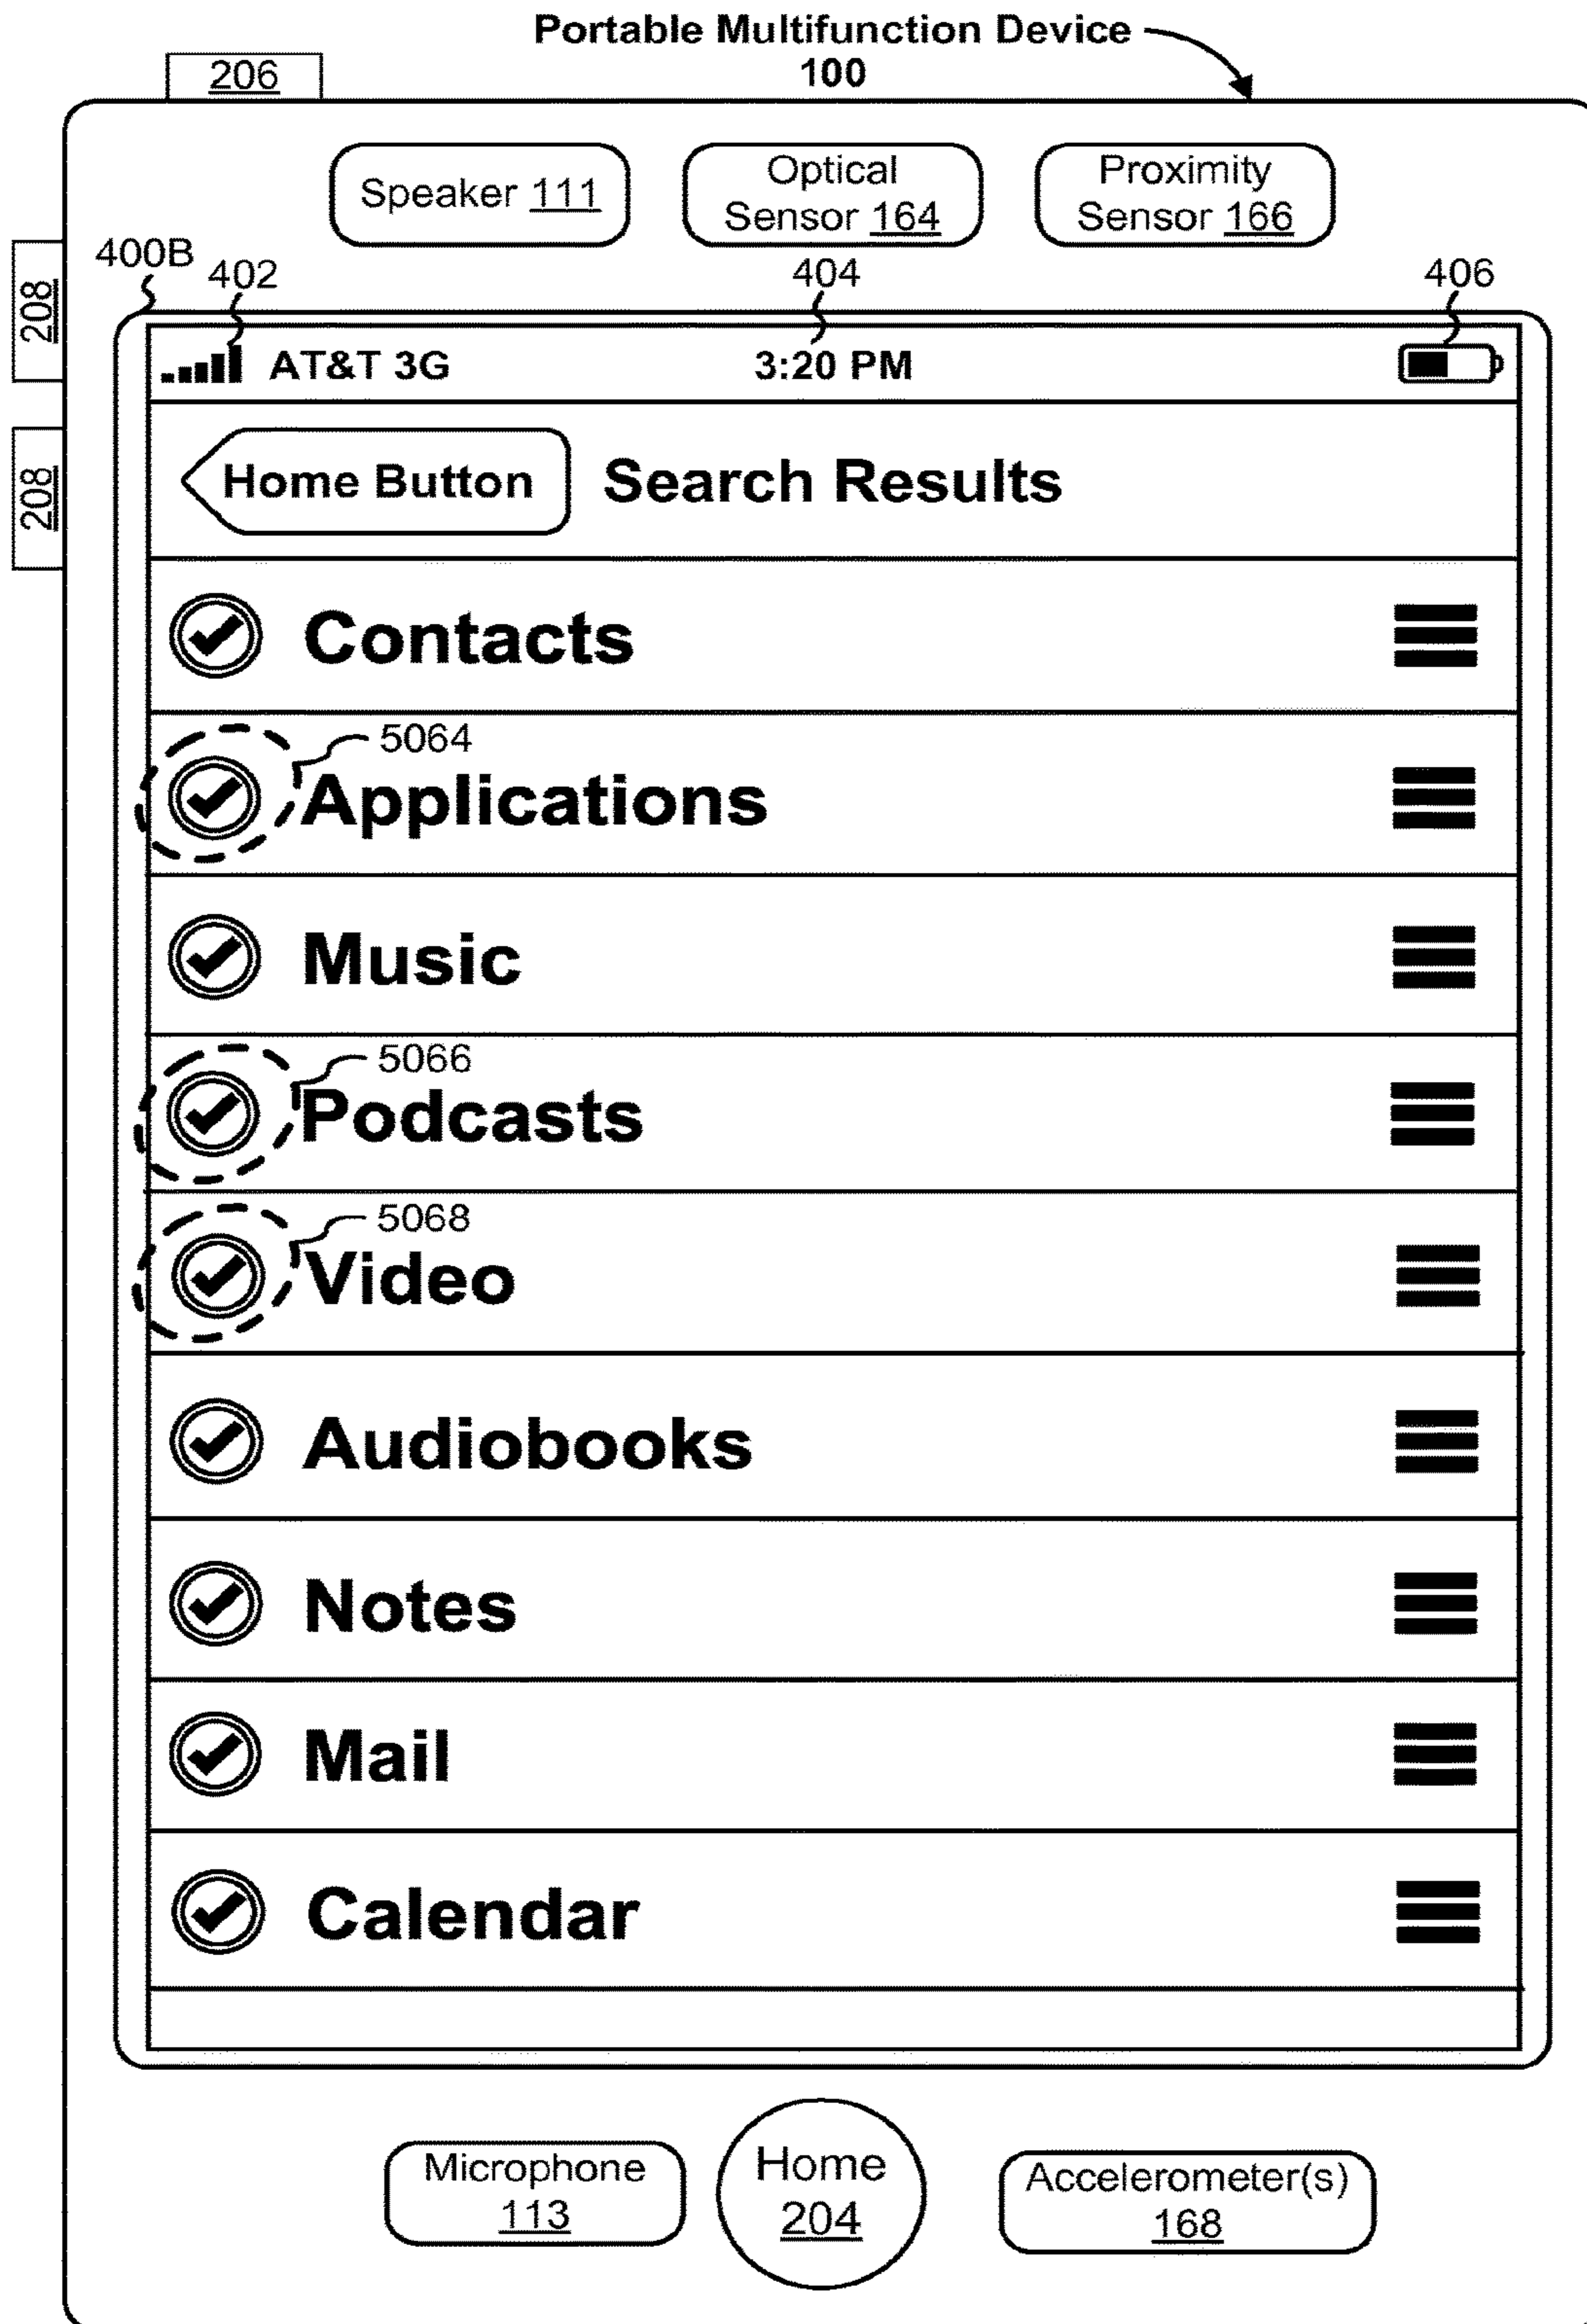 Portable Multifunction Device
100
206
Speaker 111
Optical
Sensor 164
Proximity
Sensor 166
208
208
400B
402
404
406
AT&T 3G
3:20 PM
Home Button
Search Results
Contacts
5064
Applications
Music
5066
Podcasts
5068
Video
Audiobooks
Notes
Mail
Calendar
Microphone
113
Home
204
Accelerometer(s)
168